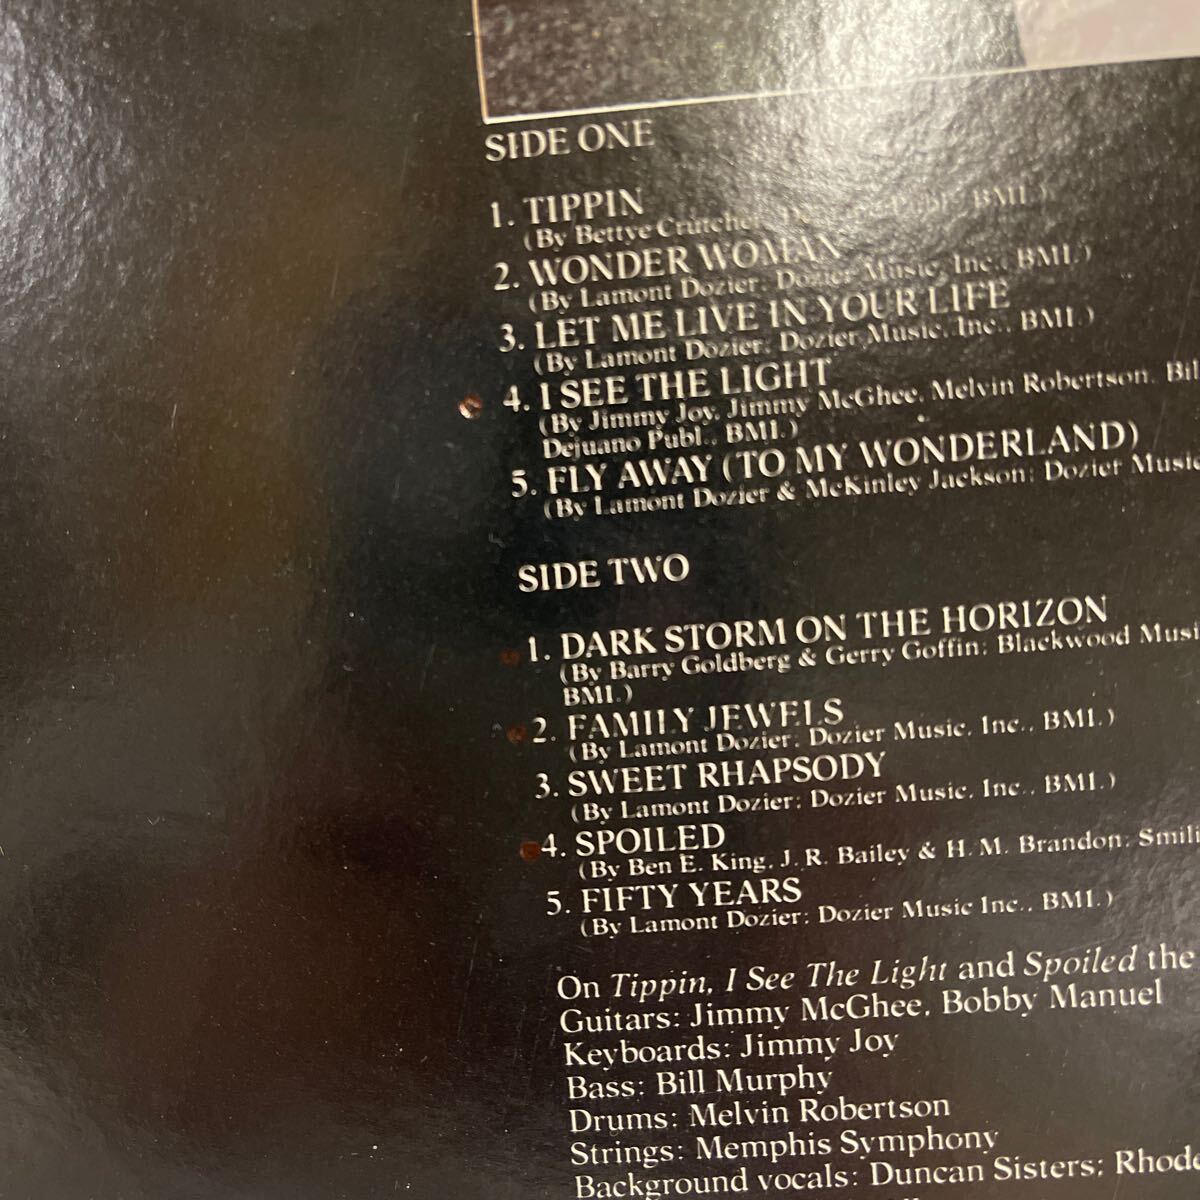 SIDE ONE
1. TIPPIN
(By Bettye Crutcher, Publ., BMI.)
2. WONDER WOMAN
(By Lamont Dozier; Dozier Music, Inc., BMI.)
3. LET ME LIVE IN YOUR LIFE
(By Lamont Dozier; Dozier Music, Inc., BMI.)
4. I SEE THE LIGHT
(By Jimmy Joy, Jimmy McGhee, Melvin Robertson, Bil
Dejuano Publ., BMI.)
5. FLY AWAY (TO MY WONDERLAND)
(By Lamont Dozier & McKinley Jackson; Dozier Music
SIDE TWO
1. DARK STORM ON THE HORIZON
(By Barry Goldberg & Gerry Goffin; Blackwood Musi
BMI.)
2. FAMILY JEWELS
(By Lamont Dozier; Dozier Music, Inc., BMI.)
3. SWEET RHAPSODY
(By Lamont Dozier; Dozier Music, Inc., BMI.)
4. SPOILED
(By Ben E. King, J. R. Bailey & H. M. Brandon; Smili
5. FIFTY YEARS
(By Lamont Dozier; Dozier Music Inc., BMI.)
On Tippin, I See The Light and Spoiled the
Guitars: Jimmy McGhee, Bobby Manuel
Keyboards: Jimmy Joy
Bass: Bill Murphy
Drums: Melvin Robertson
Strings: Memphis Symphony
Background vocals: Duncan Sisters; Rhode